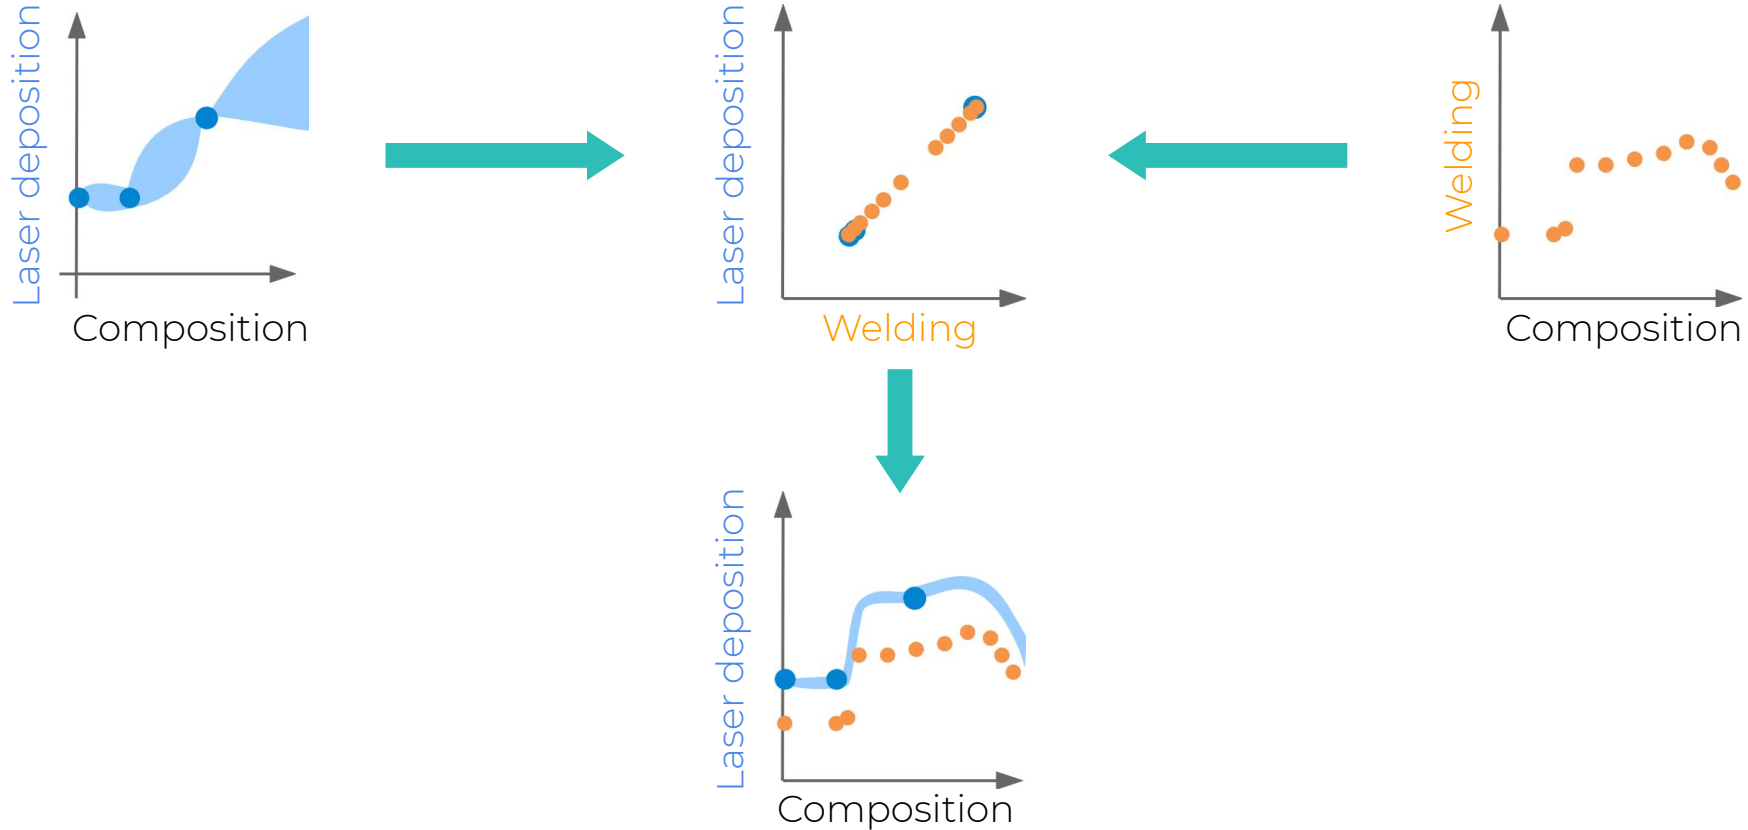 Laser deposition
Composition
Laser deposition
Welding
Welding
Composition
Laser deposition
Composition